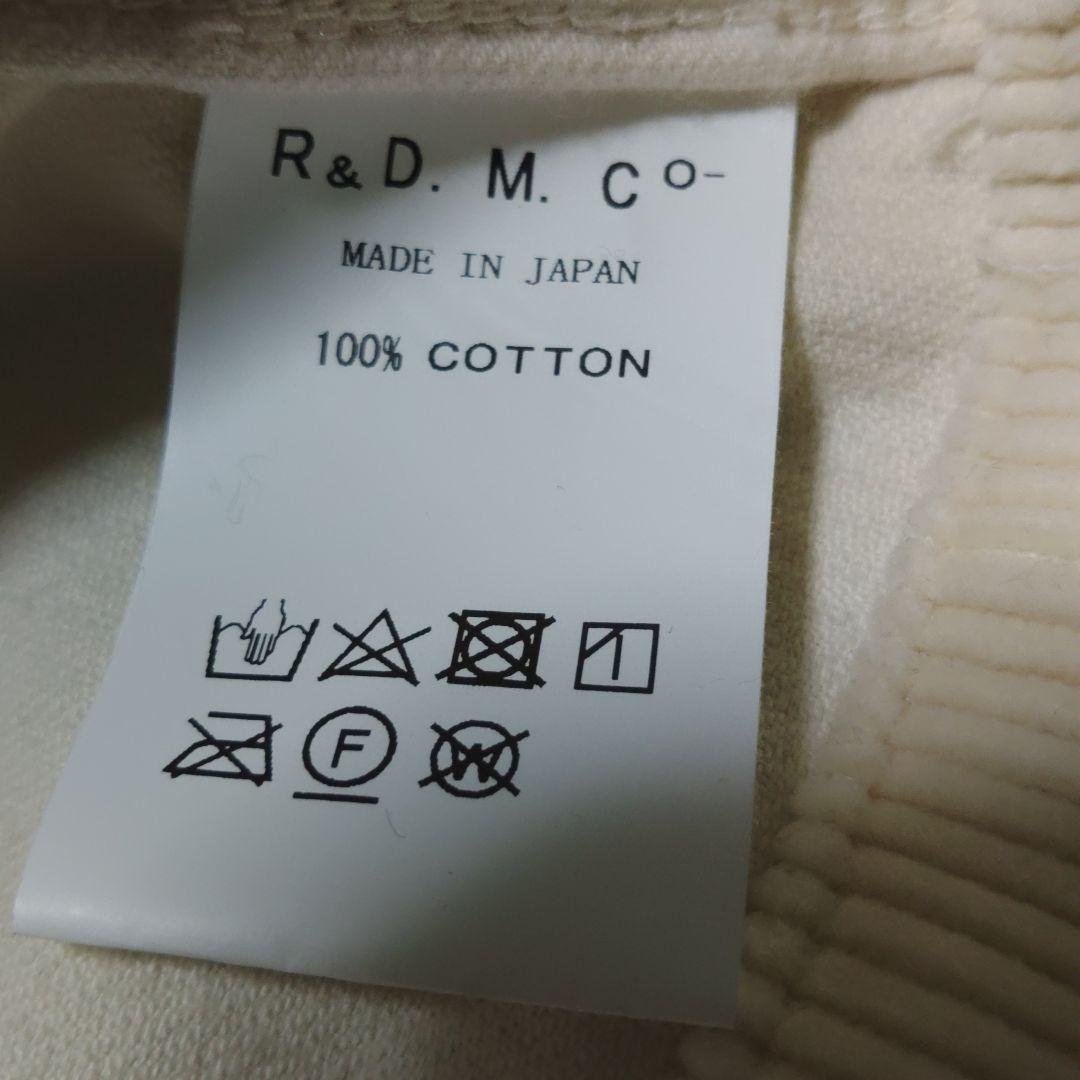 R&D. M. Co-
MADE IN JAPAN
100% COTTON
F W